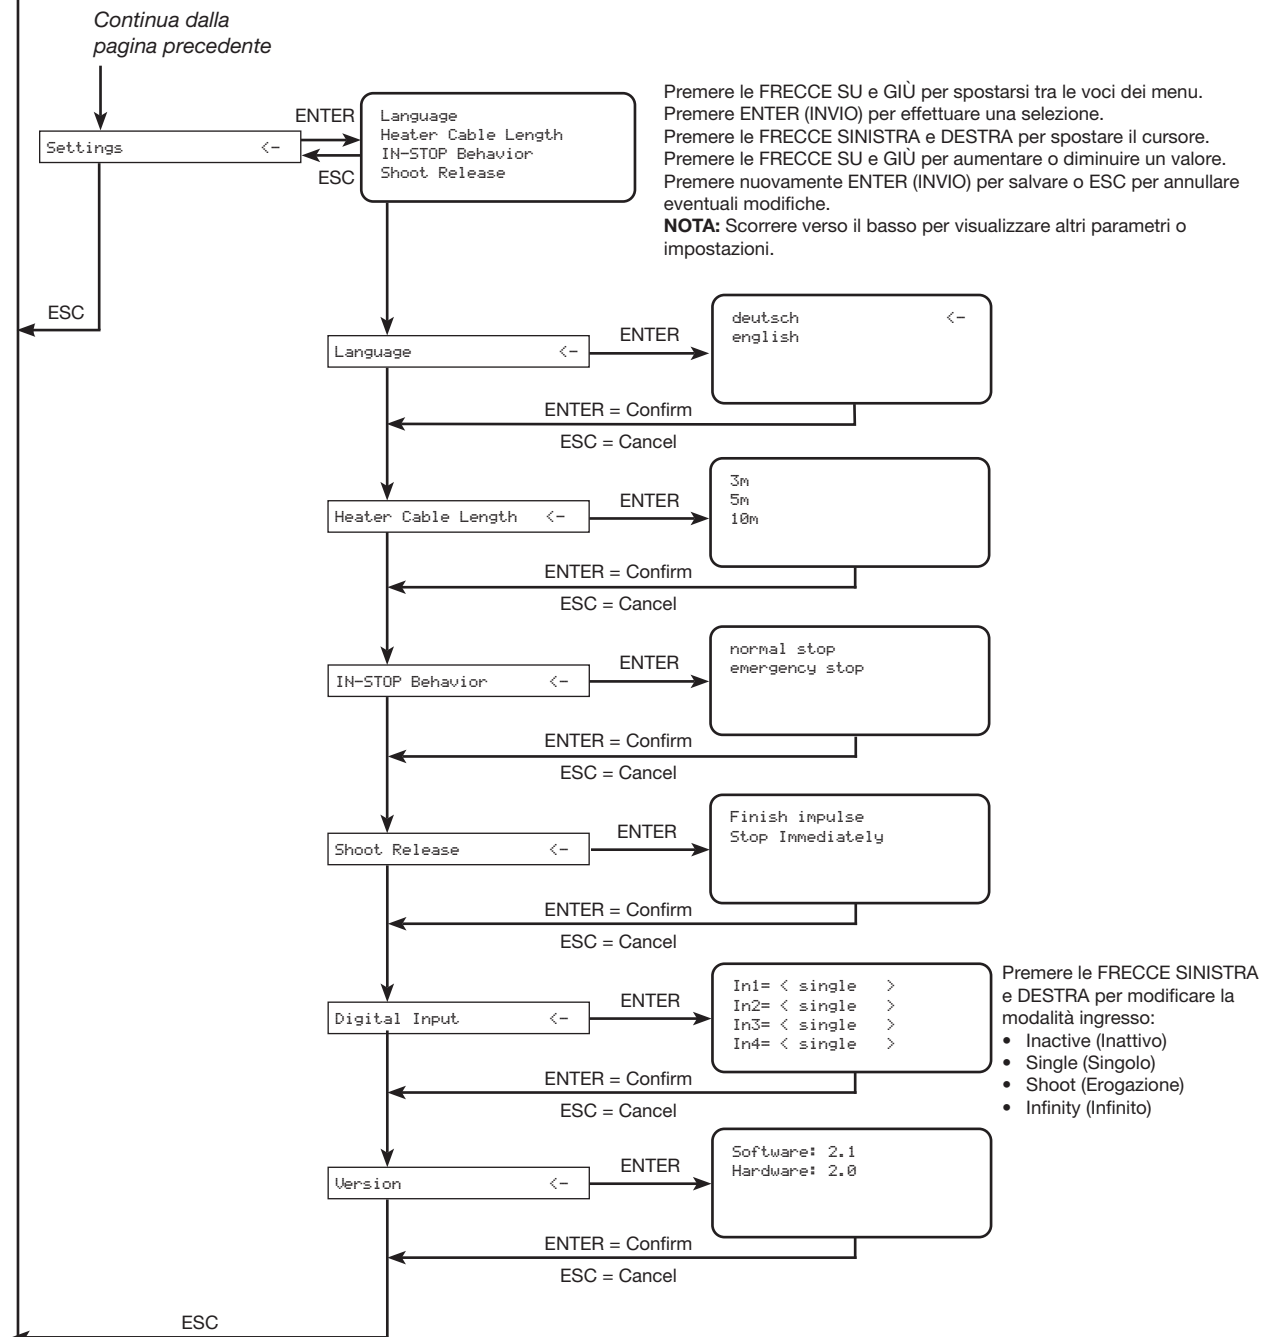 Continua dalla
pagina precedente
Settings <-
ENTER
ESC
Language
Heater Cable Length
IN-STOP Behavior
Shoot Release
Premere le FRECCE SU e GIÙ per spostarsi tra le voci dei menu.
Premere ENTER (INVIO) per effettuare una selezione.
Premere le FRECCE SINISTRA e DESTRA per spostare il cursore.
Premere le FRECCE SU e GIÙ per aumentare o diminuire un valore.
Premere nuovamente ENTER (INVIO) per salvare o ESC per annullare
eventuali modifiche.
NOTA: Scorrere verso il basso per visualizzare altri parametri o
impostazioni.
ESC
Language <-
ENTER
deutsch <-
english
ENTER = Confirm
ESC = Cancel
Heater Cable Length <-
ENTER
3m
5m
10m
ENTER = Confirm
ESC = Cancel
IN-STOP Behavior <-
ENTER
normal stop
emergency stop
ENTER = Confirm
ESC = Cancel
Shoot Release <-
ENTER
Finish impulse
Stop Immediately
ENTER = Confirm
ESC = Cancel
Digital Input <-
ENTER
In1= < single >
In2= < single >
In3= < single >
In4= < single >
Premere le FRECCE SINISTRA
e DESTRA per modificare la
modalità ingresso:
• Inactive (Inattivo)
• Single (Singolo)
• Shoot (Erogazione)
• Infinity (Infinito)
ENTER = Confirm
ESC = Cancel
Version <-
ENTER
Software: 2.1
Hardware: 2.0
ENTER = Confirm
ESC = Cancel
ESC